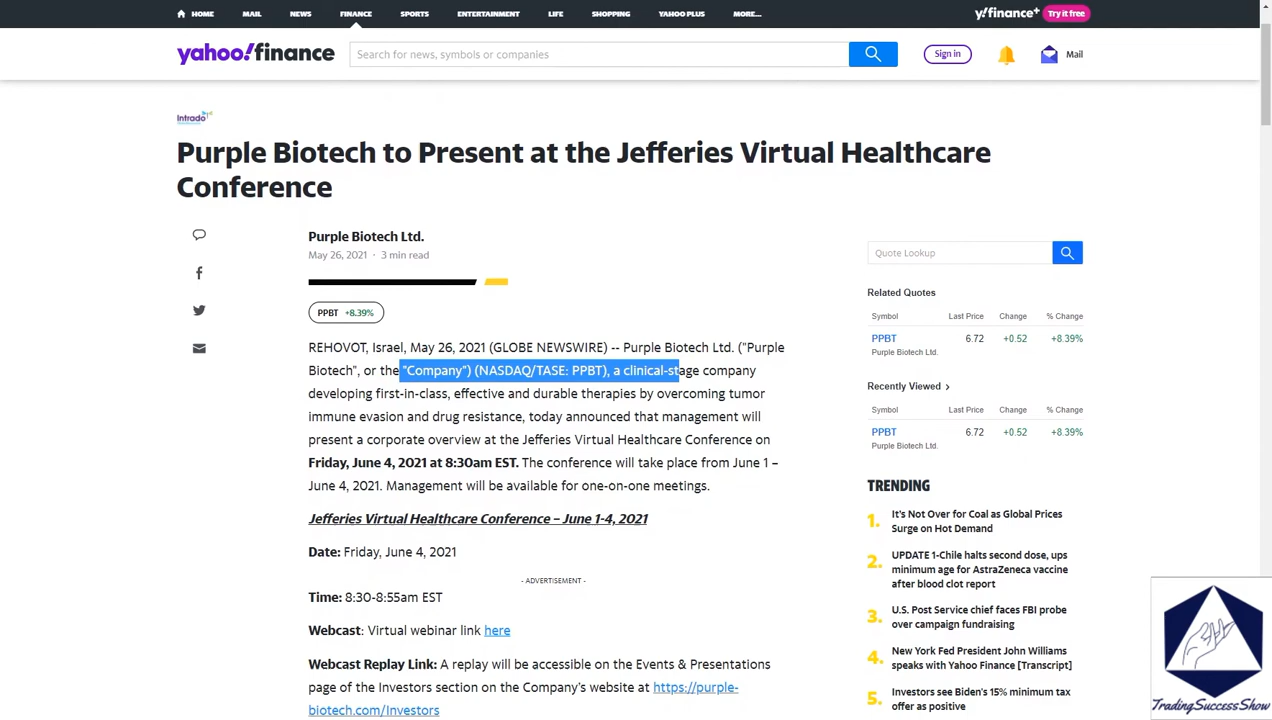 HOME MAIL NEWS FINANCE SPORTS ENTERTAINMENT LIFE SHOPPING YAHOO PLUS MORE... y!finance+ Try it free
yahoo!finance Search for news, symbols or companies Sign in Mail
Intrado
Purple Biotech to Present at the Jefferies Virtual Healthcare
Conference
Purple Biotech Ltd.
May 26, 2021 · 3 min read
PPBT +8.39%
REHOVOT, Israel, May 26, 2021 (GLOBE NEWSWIRE) -- Purple Biotech Ltd. ("Purple
Biotech", or the "Company") (NASDAQ/TASE: PPBT), a clinical-stage company
developing first-in-class, effective and durable therapies by overcoming tumor
immune evasion and drug resistance, today announced that management will
present a corporate overview at the Jefferies Virtual Healthcare Conference on
Friday, June 4, 2021 at 8:30am EST. The conference will take place from June 1 –
June 4, 2021. Management will be available for one-on-one meetings.
Jefferies Virtual Healthcare Conference – June 1-4, 2021
Date: Friday, June 4, 2021
- ADVERTISEMENT -
Time: 8:30-8:55am EST
Webcast: Virtual webinar link here
Webcast Replay Link: A replay will be accessible on the Events & Presentations
page of the Investors section on the Company's website at https://purple-
biotech.com/Investors
Quote Lookup
Related Quotes
Symbol Last Price Change % Change
PPBT 6.72 +0.52 +8.39%
Purple Biotech Ltd.
Recently Viewed >
Symbol Last Price Change % Change
PPBT 6.72 +0.52 +8.39%
Purple Biotech Ltd.
TRENDING
1. It's Not Over for Coal as Global Prices
Surge on Hot Demand
2. UPDATE 1-Chile halts second dose, ups
minimum age for AstraZeneca vaccine
after blood clot report
3. U.S. Post Service chief faces FBI probe
over campaign fundraising
4. New York Fed President John Williams
speaks with Yahoo Finance [Transcript]
5. Investors see Biden's 15% minimum tax
offer as positive
TradingSuccessShow